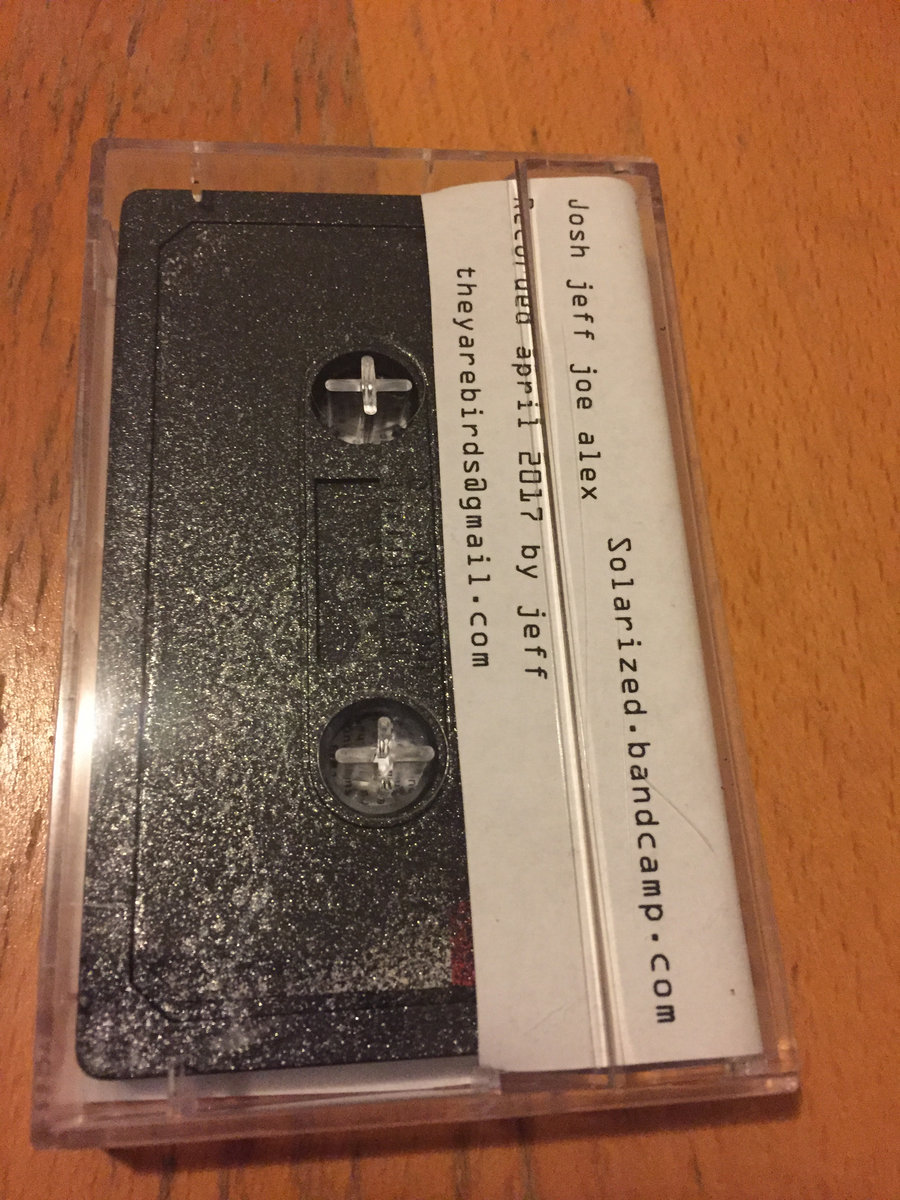 Josh jeff joe alex
Solarized.bandcamp.com
Recorded april 2017 by jeff
theyarebirds@gmail.com